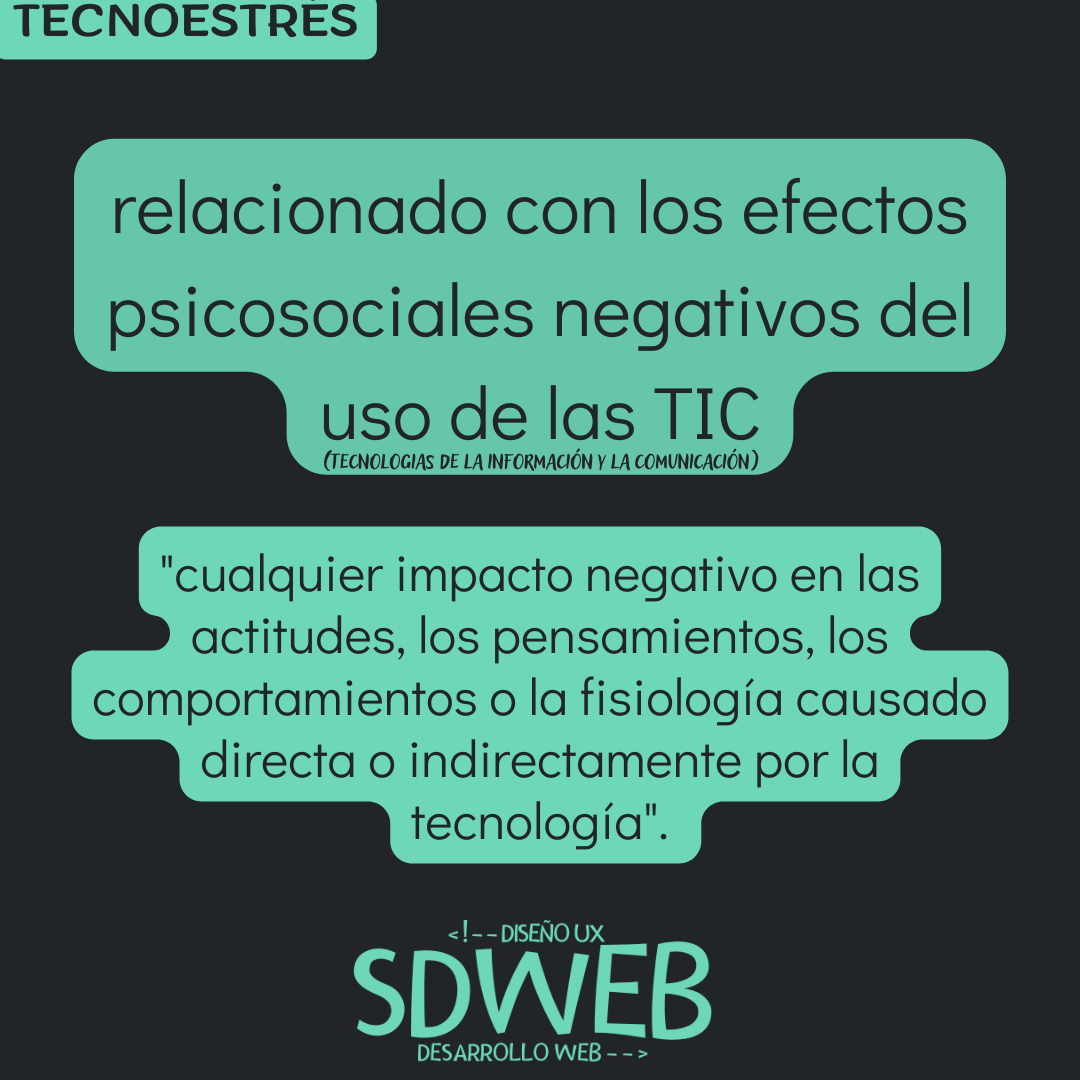 TECNOESTRÉS
relacionado con los efectos
psicosociales negativos del
uso de las TIC
(TECNOLOGIAS DE LA INFORMACIÓN Y LA COMUNICACIÓN)
"cualquier impacto negativo en las
actitudes, los pensamientos, los
comportamientos o la fisiología causado
directa o indirectamente por la
tecnología".
<!-- DISEÑO UX
SDWEB
DESARROLLO WEB -->